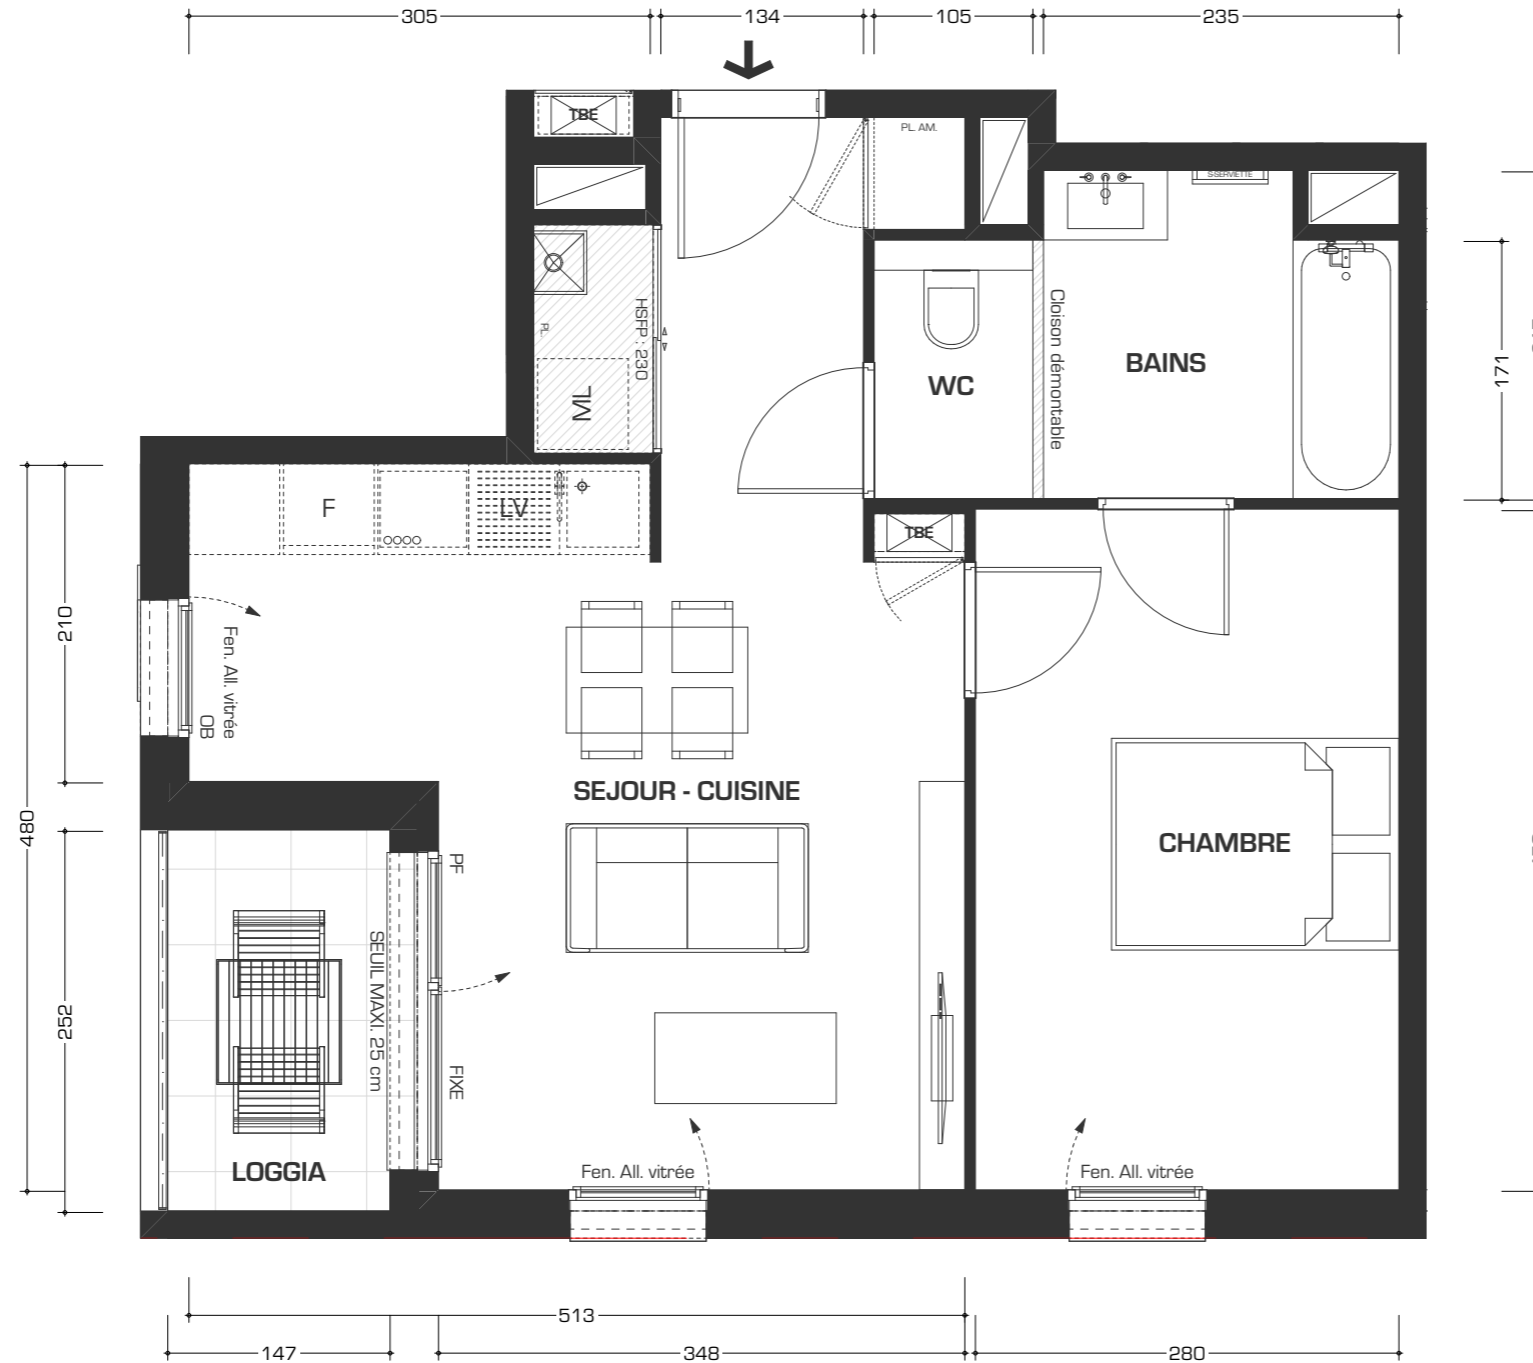 305
134
105
235
TBE
PL. AM.
S.SERVIETTE
HSFP : 230
PL.
ML
WC
Cloison démontable
BAINS
171
F
LV
TBE
210
Fen. All. vitrée
OB
480
SEJOUR - CUISINE
CHAMBRE
PF
SEUIL MAXI. 25 cm
252
FIXE
LOGGIA
Fen. All. vitrée
Fen. All. vitrée
513
147
348
280